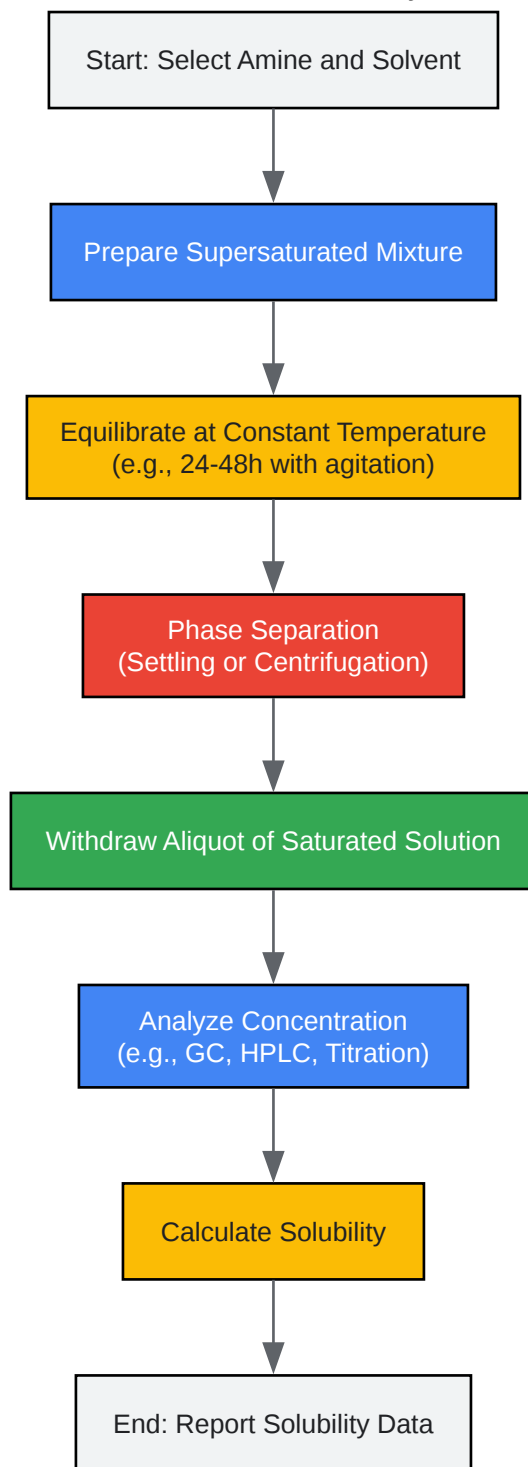 Start: Select Amine and Solvent
Prepare Supersaturated Mixture
Equilibrate at Constant Temperature
(e.g., 24-48h with agitation)
Phase Separation
(Settling or Centrifugation)
Withdraw Aliquot of Saturated Solution
Analyze Concentration
(e.g., GC, HPLC, Titration)
Calculate Solubility
End: Report Solubility Data